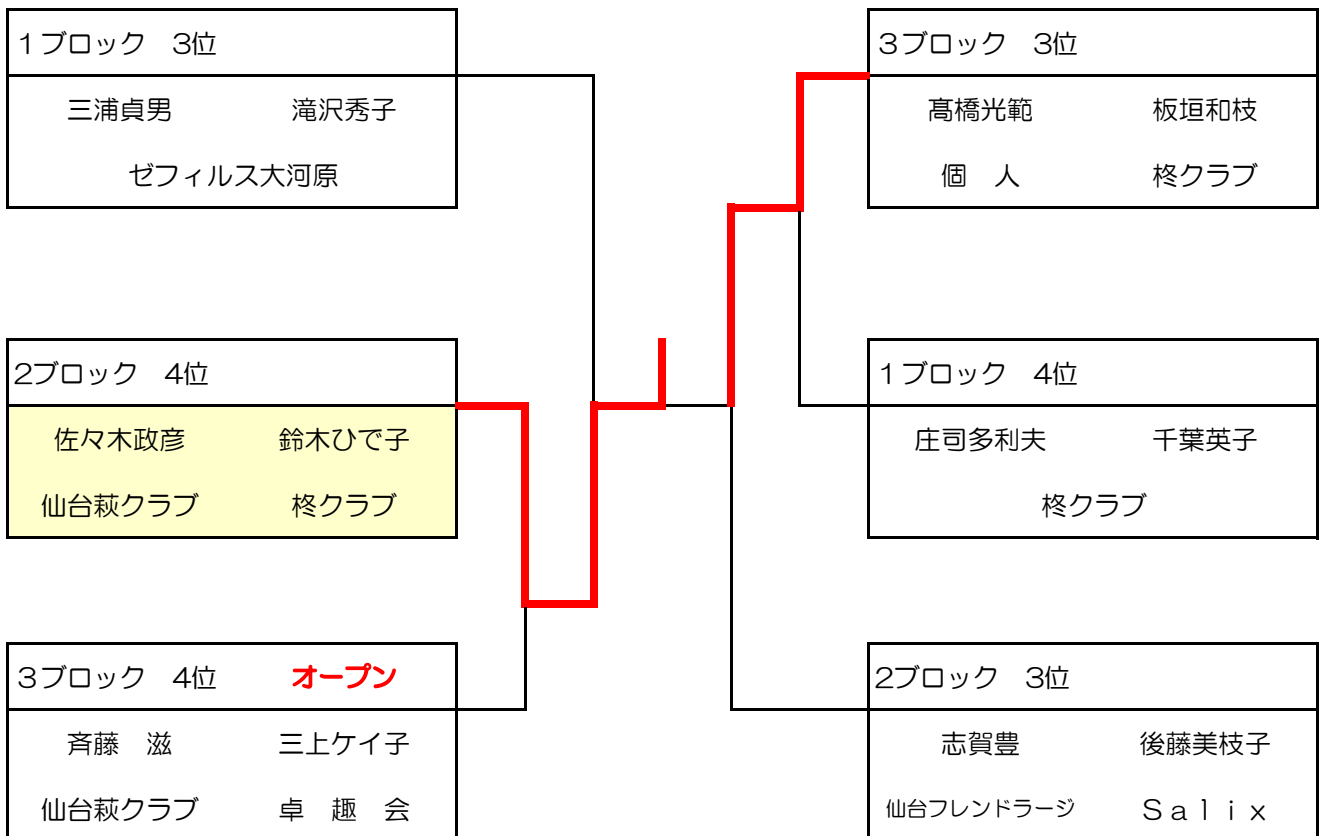 1ブロック　3位
三浦貞男　滝沢秀子
ゼフィルス大河原
2ブロック　4位
佐々木政彦　鈴木ひで子
仙台萩クラブ　柊クラブ
3ブロック　4位　オープン
斉藤　滋　三上ケイ子
仙台萩クラブ　卓　趣　会
3ブロック　3位
髙橋光範　板垣和枝
個　人　柊クラブ
1ブロック　4位
庄司多利夫　千葉英子
柊クラブ
2ブロック　3位
志賀豊　後藤美枝子
仙台フレンドラージ　Ｓａｌｉｘ